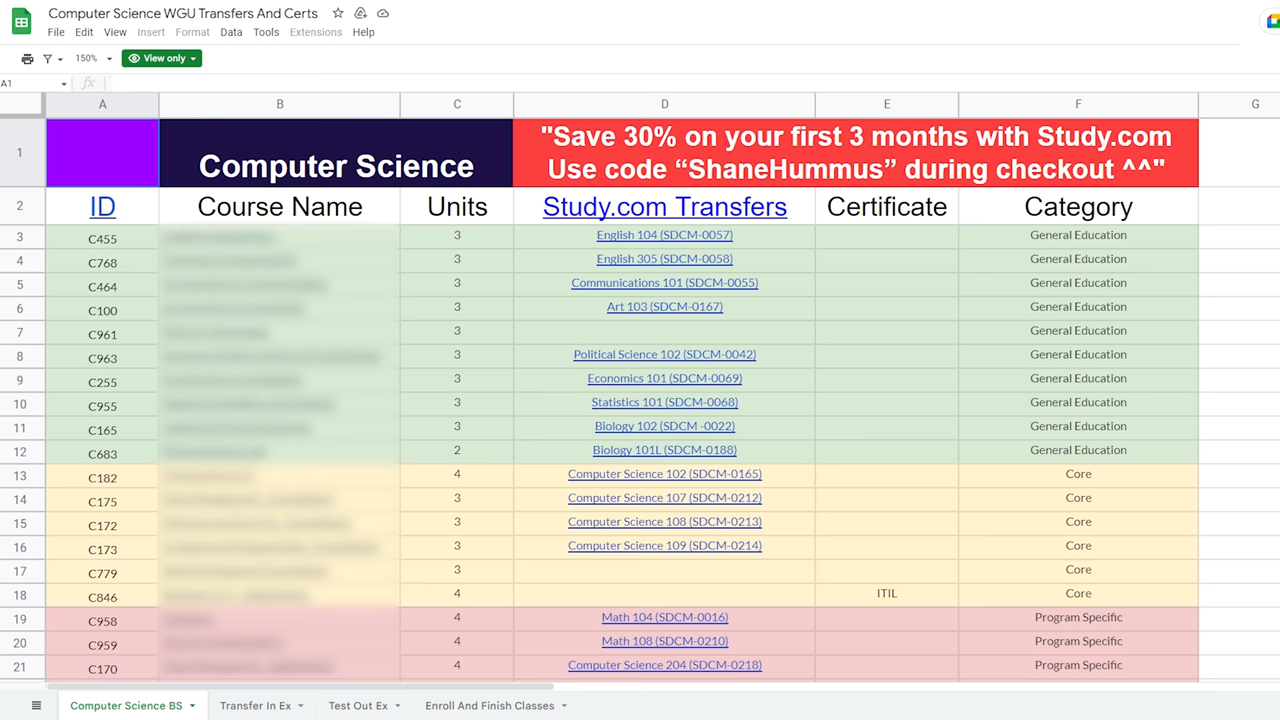 Computer Science WGU Transfers And Certs
File Edit View Insert Format Data Tools Extensions Help
150% View only
A1 fx
A B C D E F G
1 Computer Science "Save 30% on your first 3 months with Study.com
Use code “ShaneHummus” during checkout ^^"
2 ID Course Name Units Study.com Transfers Certificate Category
3 C455 3 English 104 (SDCM-0057) General Education
4 C768 3 English 305 (SDCM-0058) General Education
5 C464 3 Communications 101 (SDCM-0055) General Education
6 C100 3 Art 103 (SDCM-0167) General Education
7 C961 3 General Education
8 C963 3 Political Science 102 (SDCM-0042) General Education
9 C255 3 Economics 101 (SDCM-0069) General Education
10 C955 3 Statistics 101 (SDCM-0068) General Education
11 C165 3 Biology 102 (SDCM -0022) General Education
12 C683 2 Biology 101L (SDCM-0188) General Education
13 C182 4 Computer Science 102 (SDCM-0165) Core
14 C175 3 Computer Science 107 (SDCM-0212) Core
15 C172 3 Computer Science 108 (SDCM-0213) Core
16 C173 3 Computer Science 109 (SDCM-0214) Core
17 C779 3 Core
18 C846 4 ITIL Core
19 C958 4 Math 104 (SDCM-0016) Program Specific
20 C959 4 Math 108 (SDCM-0210) Program Specific
21 C170 4 Computer Science 204 (SDCM-0218) Program Specific
Computer Science BS Transfer In Ex Test Out Ex Enroll And Finish Classes